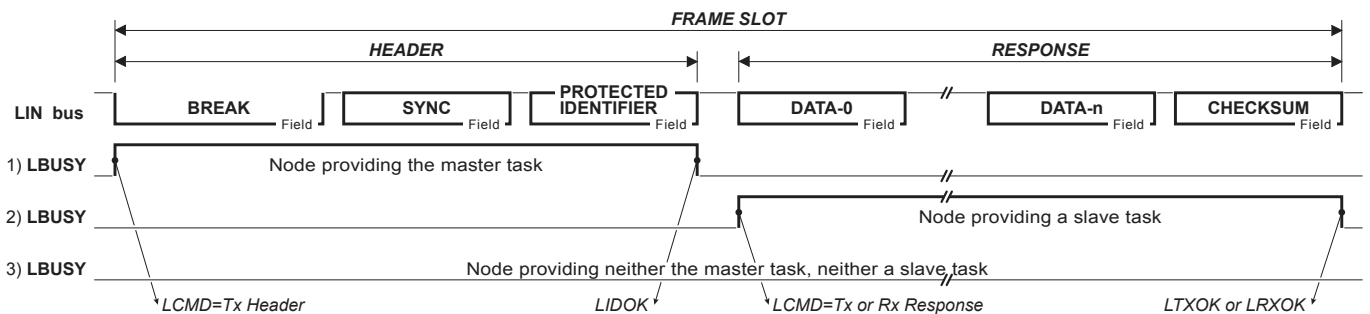 FRAME SLOT
HEADER RESPONSE
LIN bus BREAK Field SYNC Field PROTECTED IDENTIFIER Field DATA-0 Field DATA-n Field CHECKSUM Field
1) LBUSY Node providing the master task
2) LBUSY Node providing a slave task
3) LBUSY Node providing neither the master task, neither a slave task
LCMD=Tx Header LIDOK LCMD=Tx or Rx Response LTXOK or LRXOK